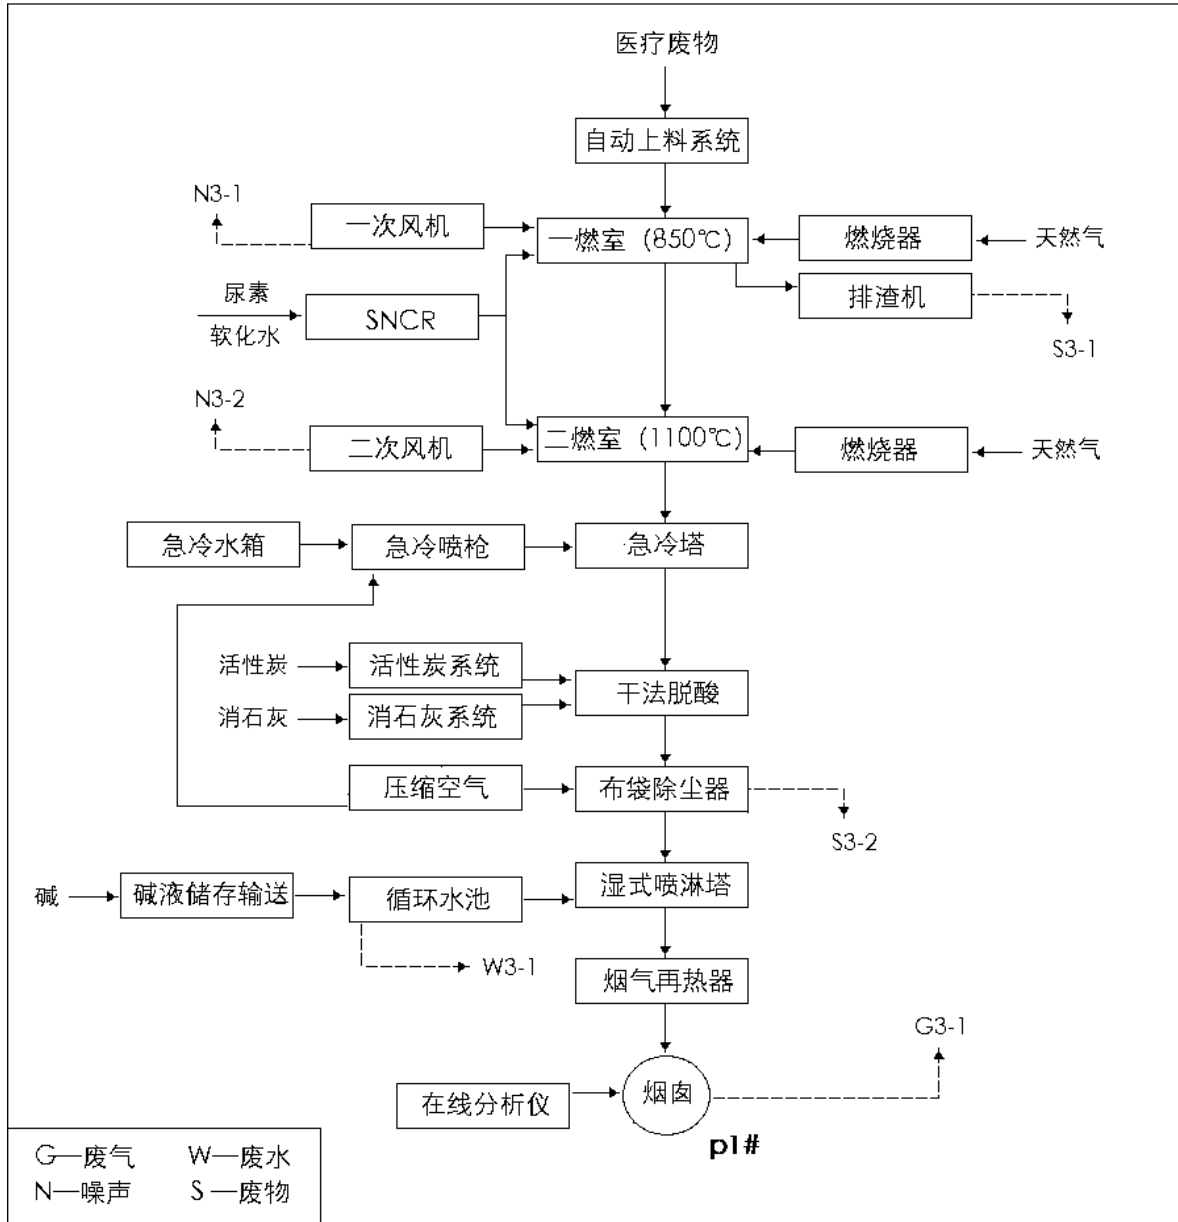 医疗废物
自动上料系统
N3-1
一次风机
一燃室 (850℃)
燃烧器
天然气
尿素
软化水
SNCR
排渣机
S3-1
N3-2
二次风机
二燃室 (1100℃)
燃烧器
天然气
急冷水箱
急冷喷枪
急冷塔
活性炭
活性炭系统
干法脱酸
消石灰
消石灰系统
压缩空气
布袋除尘器
S3-2
碱
碱液储存输送
循环水池
湿式喷淋塔
W3-1
烟气再热器
G3-1
在线分析仪
烟囱
p1#
G—废气 W—废水
N—噪声 S—废物